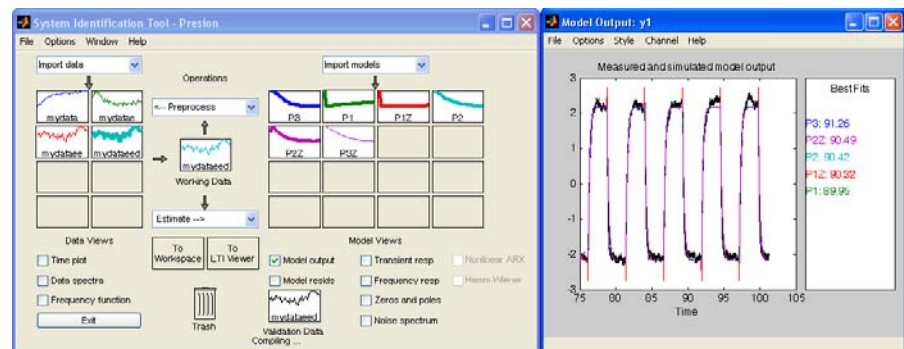 System Identification Tool - Presion
File Options Window Help
Import data
Operations
Import models
<-- Preprocess
mydata
mydatae
mydataee
mydataeed
mydataeed
Working Data
P3
P1
P1Z
P2
P2Z
P3Z
Estimate -->
Data Views
Time plot
Data spectra
Frequency function
Exit
To Workspace
To LTI Viewer
Trash
Model Views
Model output
Model resids
Transient resp
Frequency resp
Zeros and poles
Noise spectrum
Nonlinear ARX
Hamm-Wiener
mydataeed
Validation Data
Compiling ...
Model Output: y1
File Options Style Channel Help
Measured and simulated model output
3
2
1
0
-1
-2
-3
75 80 85 90 95 100 105
Time
Best Fits
P3: 91.26
P2Z: 90.49
P2: 90.42
P1Z: 90.32
P1: 89.95